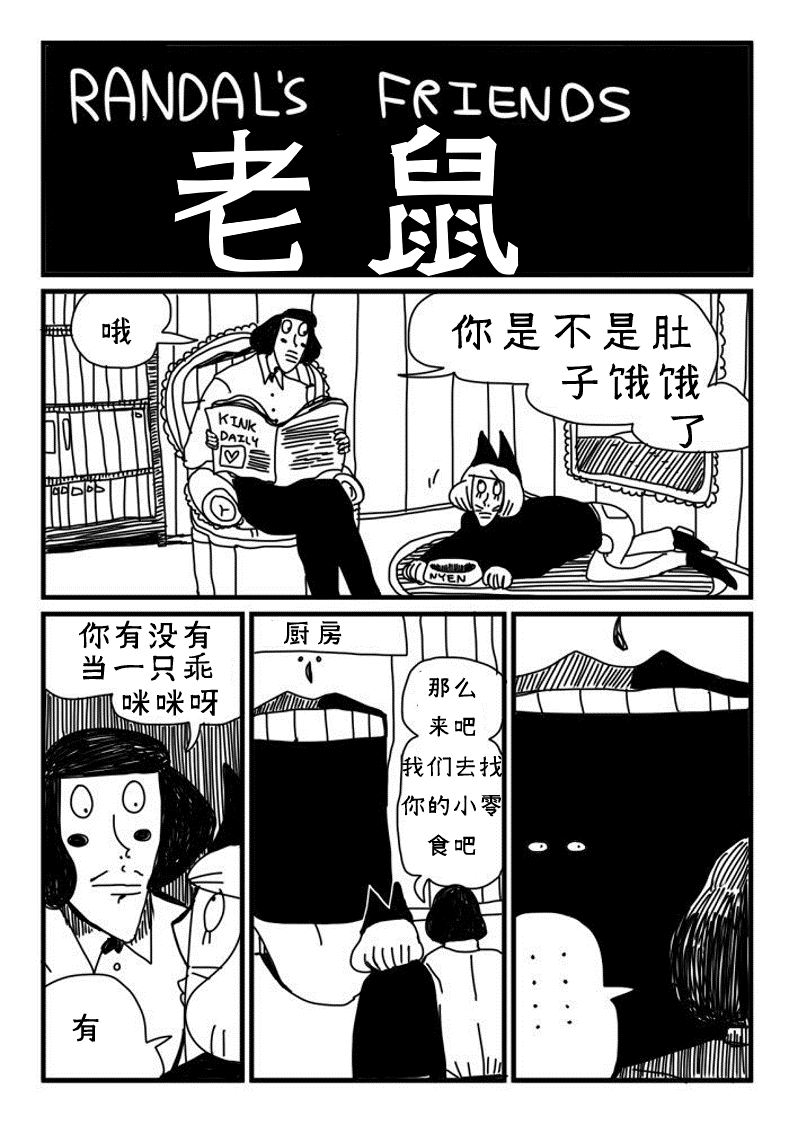 RANDAL'S FRIENDS
老鼠
哦
你是不是肚
子饿饿
了
KINK
DAILY
NYEN
你有没有
当一只乖
咪咪呀
有
厨房
那么
来吧
我们去找
你的小零
食吧